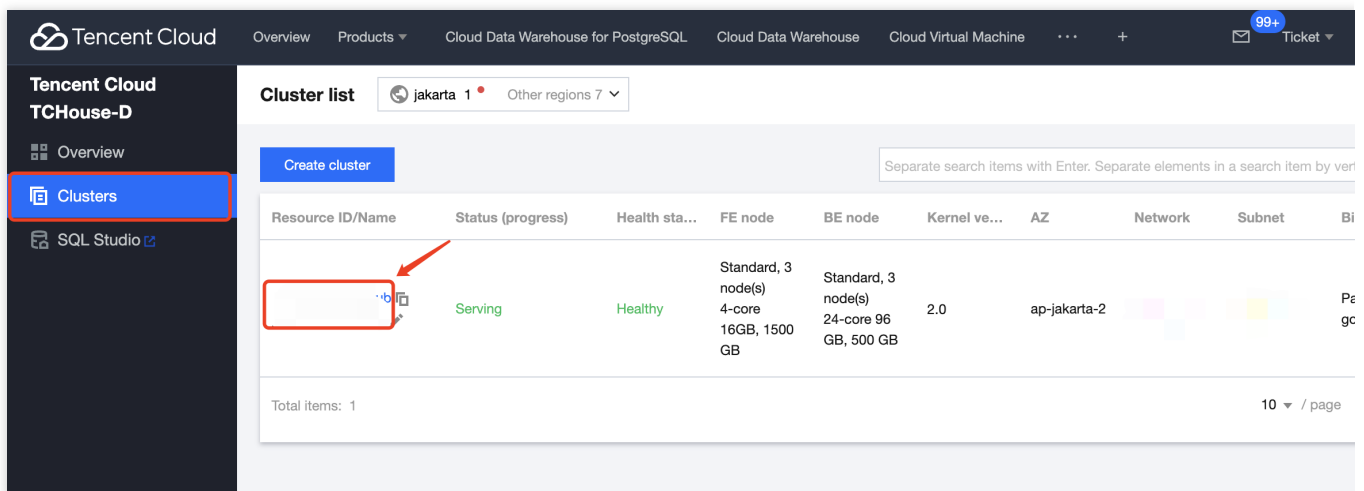 Tencent Cloud
Overview
Products
Cloud Data Warehouse for PostgreSQL
Cloud Data Warehouse
Cloud Virtual Machine
...
+
99+
Ticket
Tencent Cloud
TCHouse-D
Overview
Clusters
SQL Studio
Cluster list
jakarta 1
Other regions 7
Create cluster
Separate search items with Enter. Separate elements in a search item by
Resource ID/Name
Status (progress)
Health sta...
FE node
BE node
Kernel ve...
AZ
Network
Subnet
Serving
Healthy
Standard, 3
node(s)
4-core
16GB, 1500
GB
Standard, 3
node(s)
24-core 96
GB, 500 GB
2.0
ap-jakarta-2
Total items: 1
10 / page